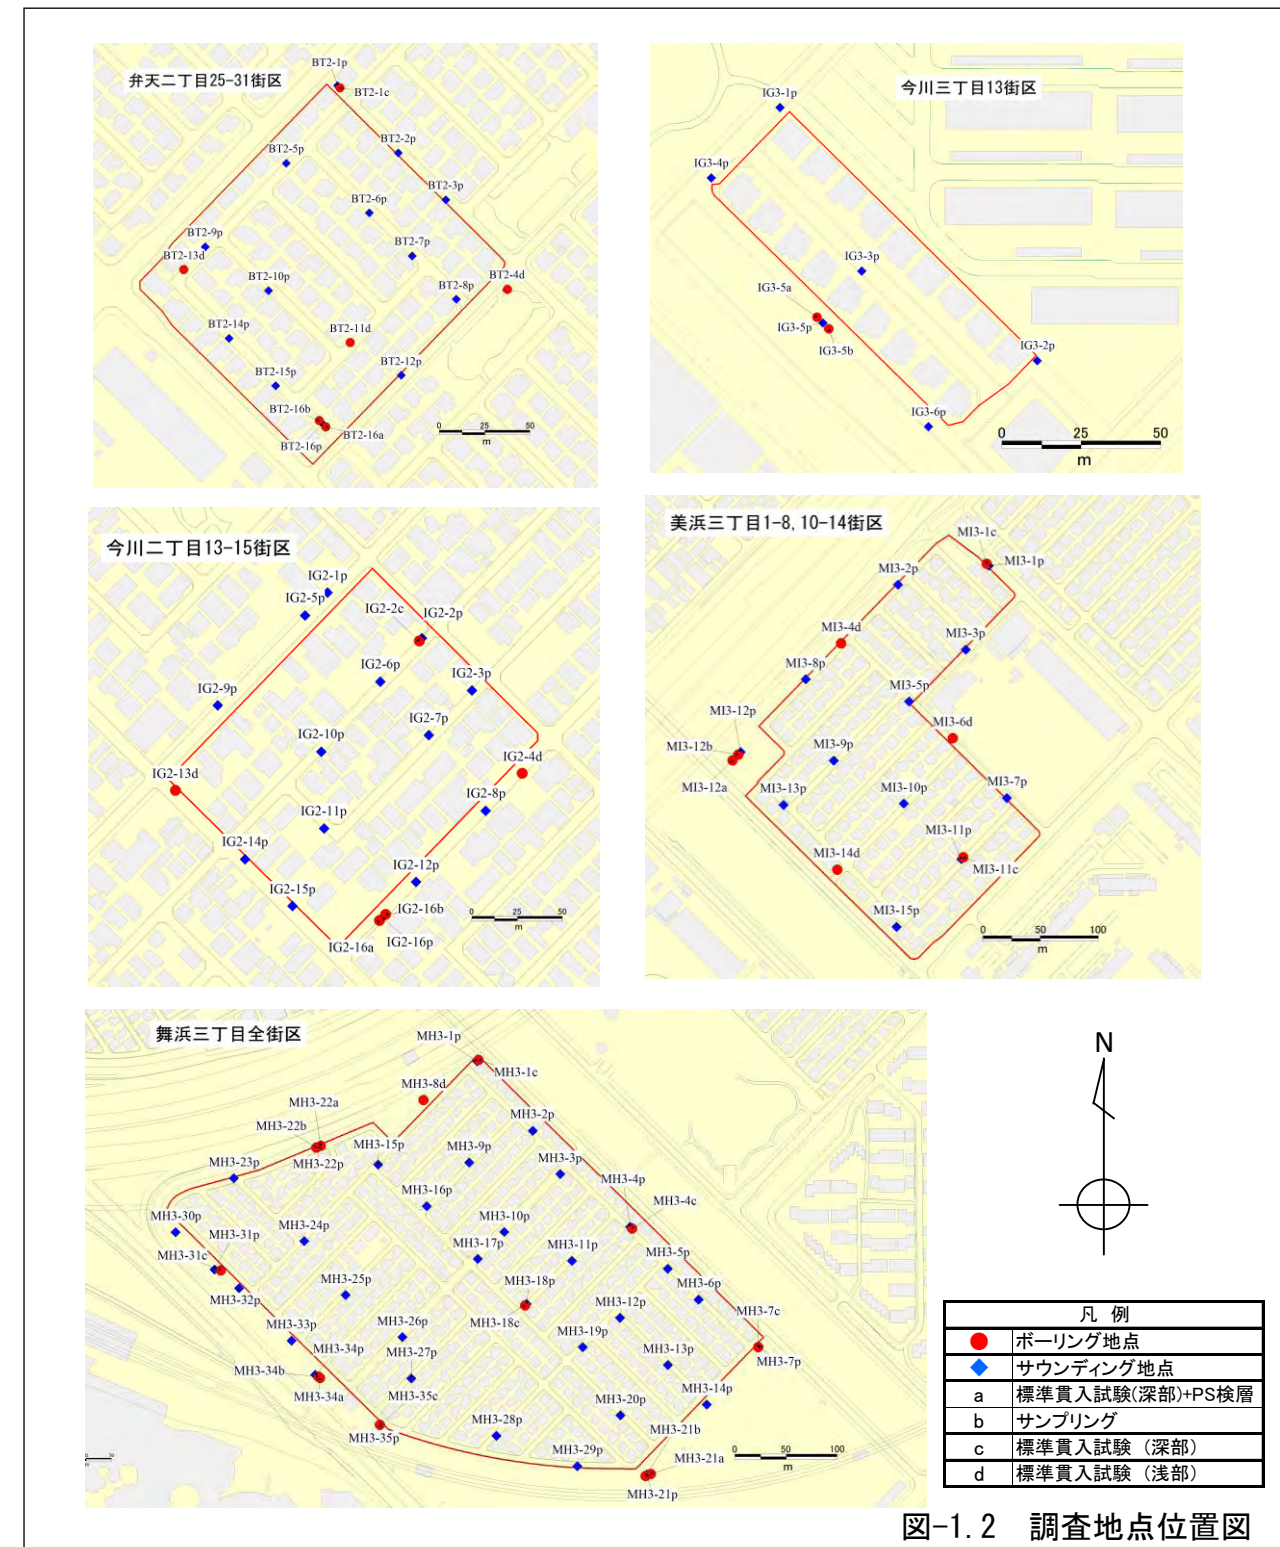 弁天二丁目25-31街区
BT2-1p
BT2-1c
BT2-2p
BT2-5p
BT2-3p
BT2-6p
BT2-9p
BT2-7p
BT2-13d
BT2-4d
BT2-10p
BT2-8p
BT2-14p
BT2-11d
BT2-12p
BT2-15p
BT2-16b
BT2-16a
BT2-16p
0 25 50
m
今川三丁目13街区
IG3-1p
IG3-4p
IG3-3p
IG3-5a
IG3-5p
IG3-5b
IG3-2p
IG3-6p
0 25 50
m
今川二丁目13-15街区
IG2-1p
IG2-5p
IG2-2c
IG2-2p
IG2-6p
IG2-3p
IG2-9p
IG2-7p
IG2-10p
IG2-4d
IG2-13d
IG2-8p
IG2-11p
IG2-14p
IG2-12p
IG2-15p
IG2-16b
IG2-16p
IG2-16a
0 25 50
m
美浜三丁目1-8,10-14街区
MI3-1c
MI3-1p
MI3-2p
MI3-4d
MI3-3p
MI3-8p
MI3-5p
MI3-12p
MI3-6d
MI3-12b
MI3-9p
MI3-12a
MI3-7p
MI3-13p
MI3-10p
MI3-11p
MI3-14d
MI3-11c
MI3-15p
0 50 100
m
舞浜三丁目全街区
MH3-1p
MH3-1c
MH3-8d
MH3-22a
MH3-2p
MH3-22b
MH3-15p
MH3-9p
MH3-22p
MH3-3p
MH3-23p
MH3-4p
MH3-16p
MH3-4c
MH3-30p
MH3-24p
MH3-10p
MH3-31p
MH3-17p
MH3-11p
MH3-31c
MH3-5p
MH3-25p
MH3-18p
MH3-6p
MH3-32p
MH3-12p
MH3-7c
MH3-18c
MH3-26p
MH3-33p
MH3-19p
MH3-34p
MH3-27p
MH3-13p
MH3-7p
MH3-34b
MH3-34a
MH3-35c
MH3-14p
MH3-20p
MH3-28p
MH3-21b
MH3-35p
MH3-29p
MH3-21a
MH3-21p
0 50 100
m
N
凡 例
ボーリング地点
サウンディング地点
a 標準貫入試験(深部)+PS検層
b サンプリング
c 標準貫入試験（深部）
d 標準貫入試験（浅部）
図-1.2 調査地点位置図